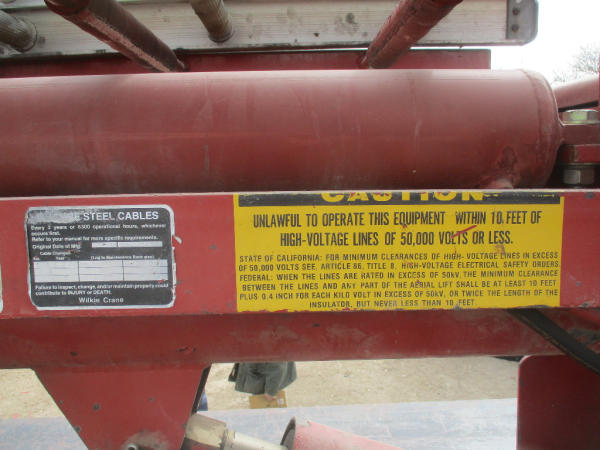 STEEL CABLES
Every 2 years or 6300 operational hours, whichever
occurs first.
Refer to your manual for more specific requirements.
Original Date of Mfg.
Cable Changed
Year
(Log in Maintenance Book also)
Failure to inspect, change, and/or maintain properly could
contribute to INJURY or DEATH.
Wilkie Crane
CAUTION
UNLAWFUL TO OPERATE THIS EQUIPMENT WITHIN 10 FEET OF
HIGH-VOLTAGE LINES OF 50,000 VOLTS OR LESS.
STATE OF CALIFORNIA: FOR MINIMUM CLEARANCES OF HIGH-VOLTAGE LINES IN EXCESS
OF 50,000 VOLTS SEE. ARTICLE 86, TITLE 8. HIGH-VOLTAGE ELECTRICAL SAFETY ORDERS
FEDERAL: WHEN THE LINES ARE RATED IN EXCESS OF 50kV, THE MINIMUM CLEARANCE
BETWEEN THE LINES AND ANY PART OF THE AERIAL LIFT SHALL BE AT LEAST 10 FEET
PLUS 0.4 INCH FOR EACH KILO VOLT IN EXCESS OF 50kV, OR TWICE THE LENGTH OF THE
INSULATOR, BUT NEVER LESS THAN 10 FEET.